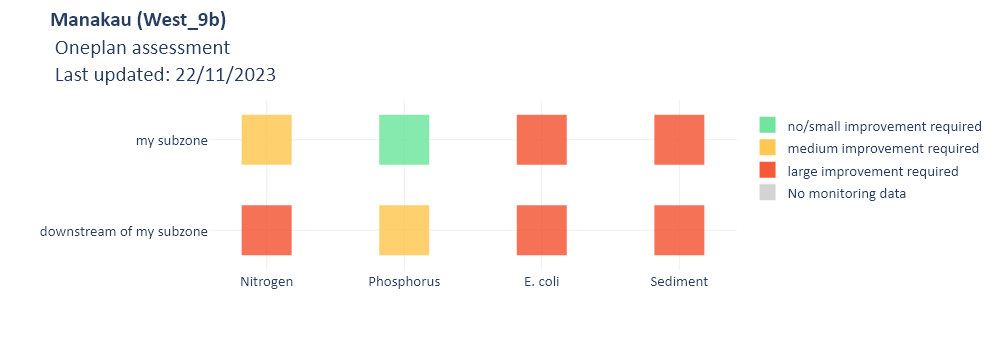 Manakau (West_9b)
Oneplan assessment
Last updated: 22/11/2023
my subzone
downstream of my subzone
Nitrogen
Phosphorus
E. coli
Sediment
no/small improvement required
medium improvement required
large improvement required
No monitoring data